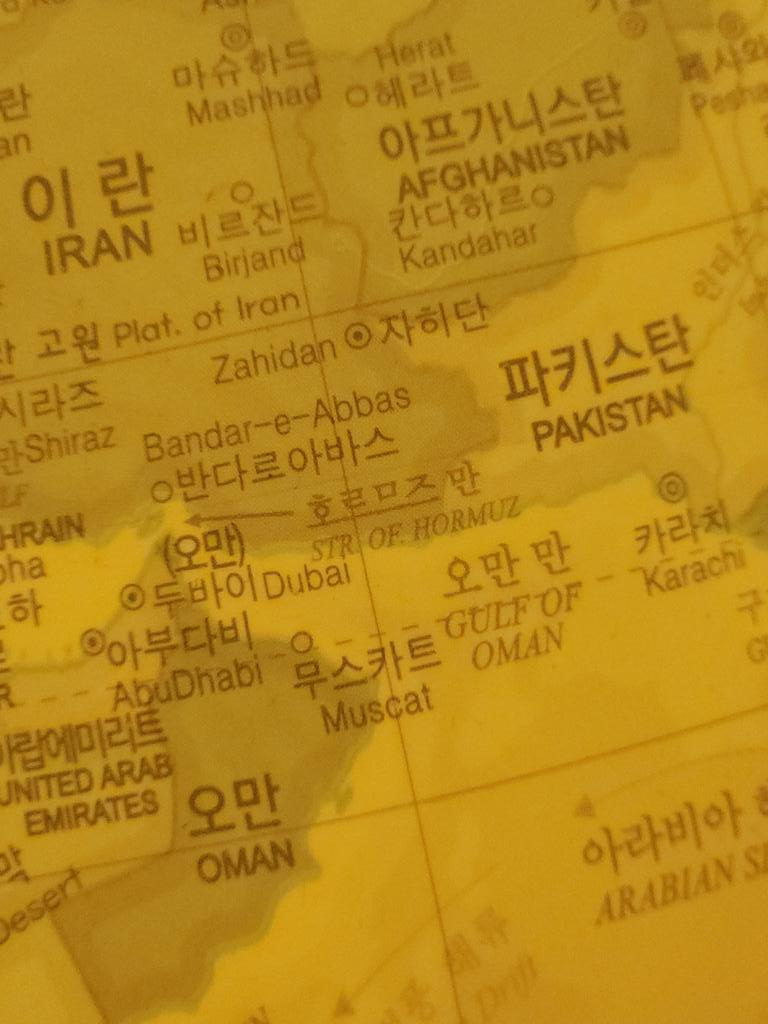 마슈하드
Mashhad
Herat
헤라트
아프가니스탄
AFGHANISTAN
칸다하르
Kandahar
이란
IRAN
비르잔드
Birjand
고원 Plat. of Iran
Zahidan 자히단
파키스탄
PAKISTAN
시라즈
Shiraz
Bandar-e-Abbas
반다르아바스
호르무즈 만
STR. OF. HORMUZ
(오만)
두바이 Dubai
오만 만
GULF OF
OMAN
카라치
Karachi
아부다비
AbuDhabi
무스카트
Muscat
UNITED ARAB
EMIRATES
오만
OMAN
Desert
아라비아
ARABIAN